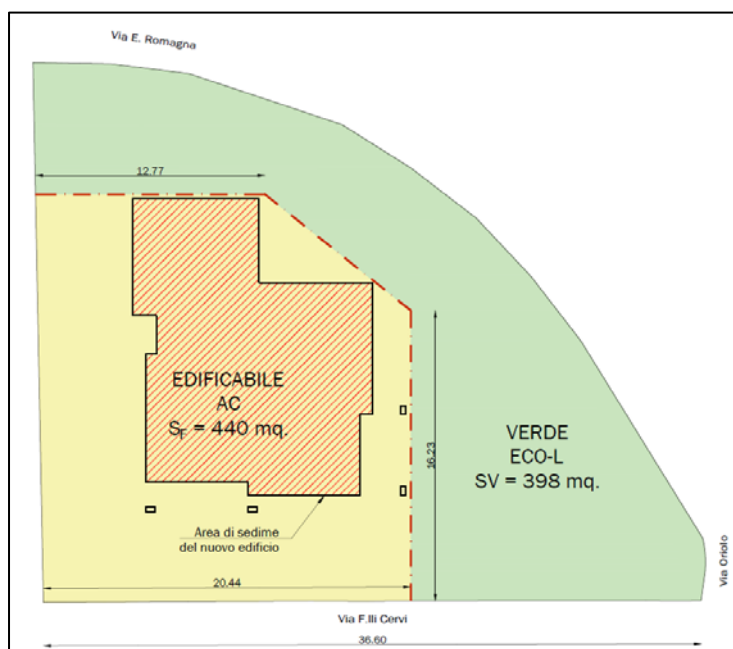 Via E. Romagna
12.77
EDIFICABILE
AC
SF = 440 mq.
16.23
VERDE
ECO-L
SV = 398 mq.
Area di sedime
del nuovo edificio
Via Oriolo
20.44
Via F.lli Cervi
36.60